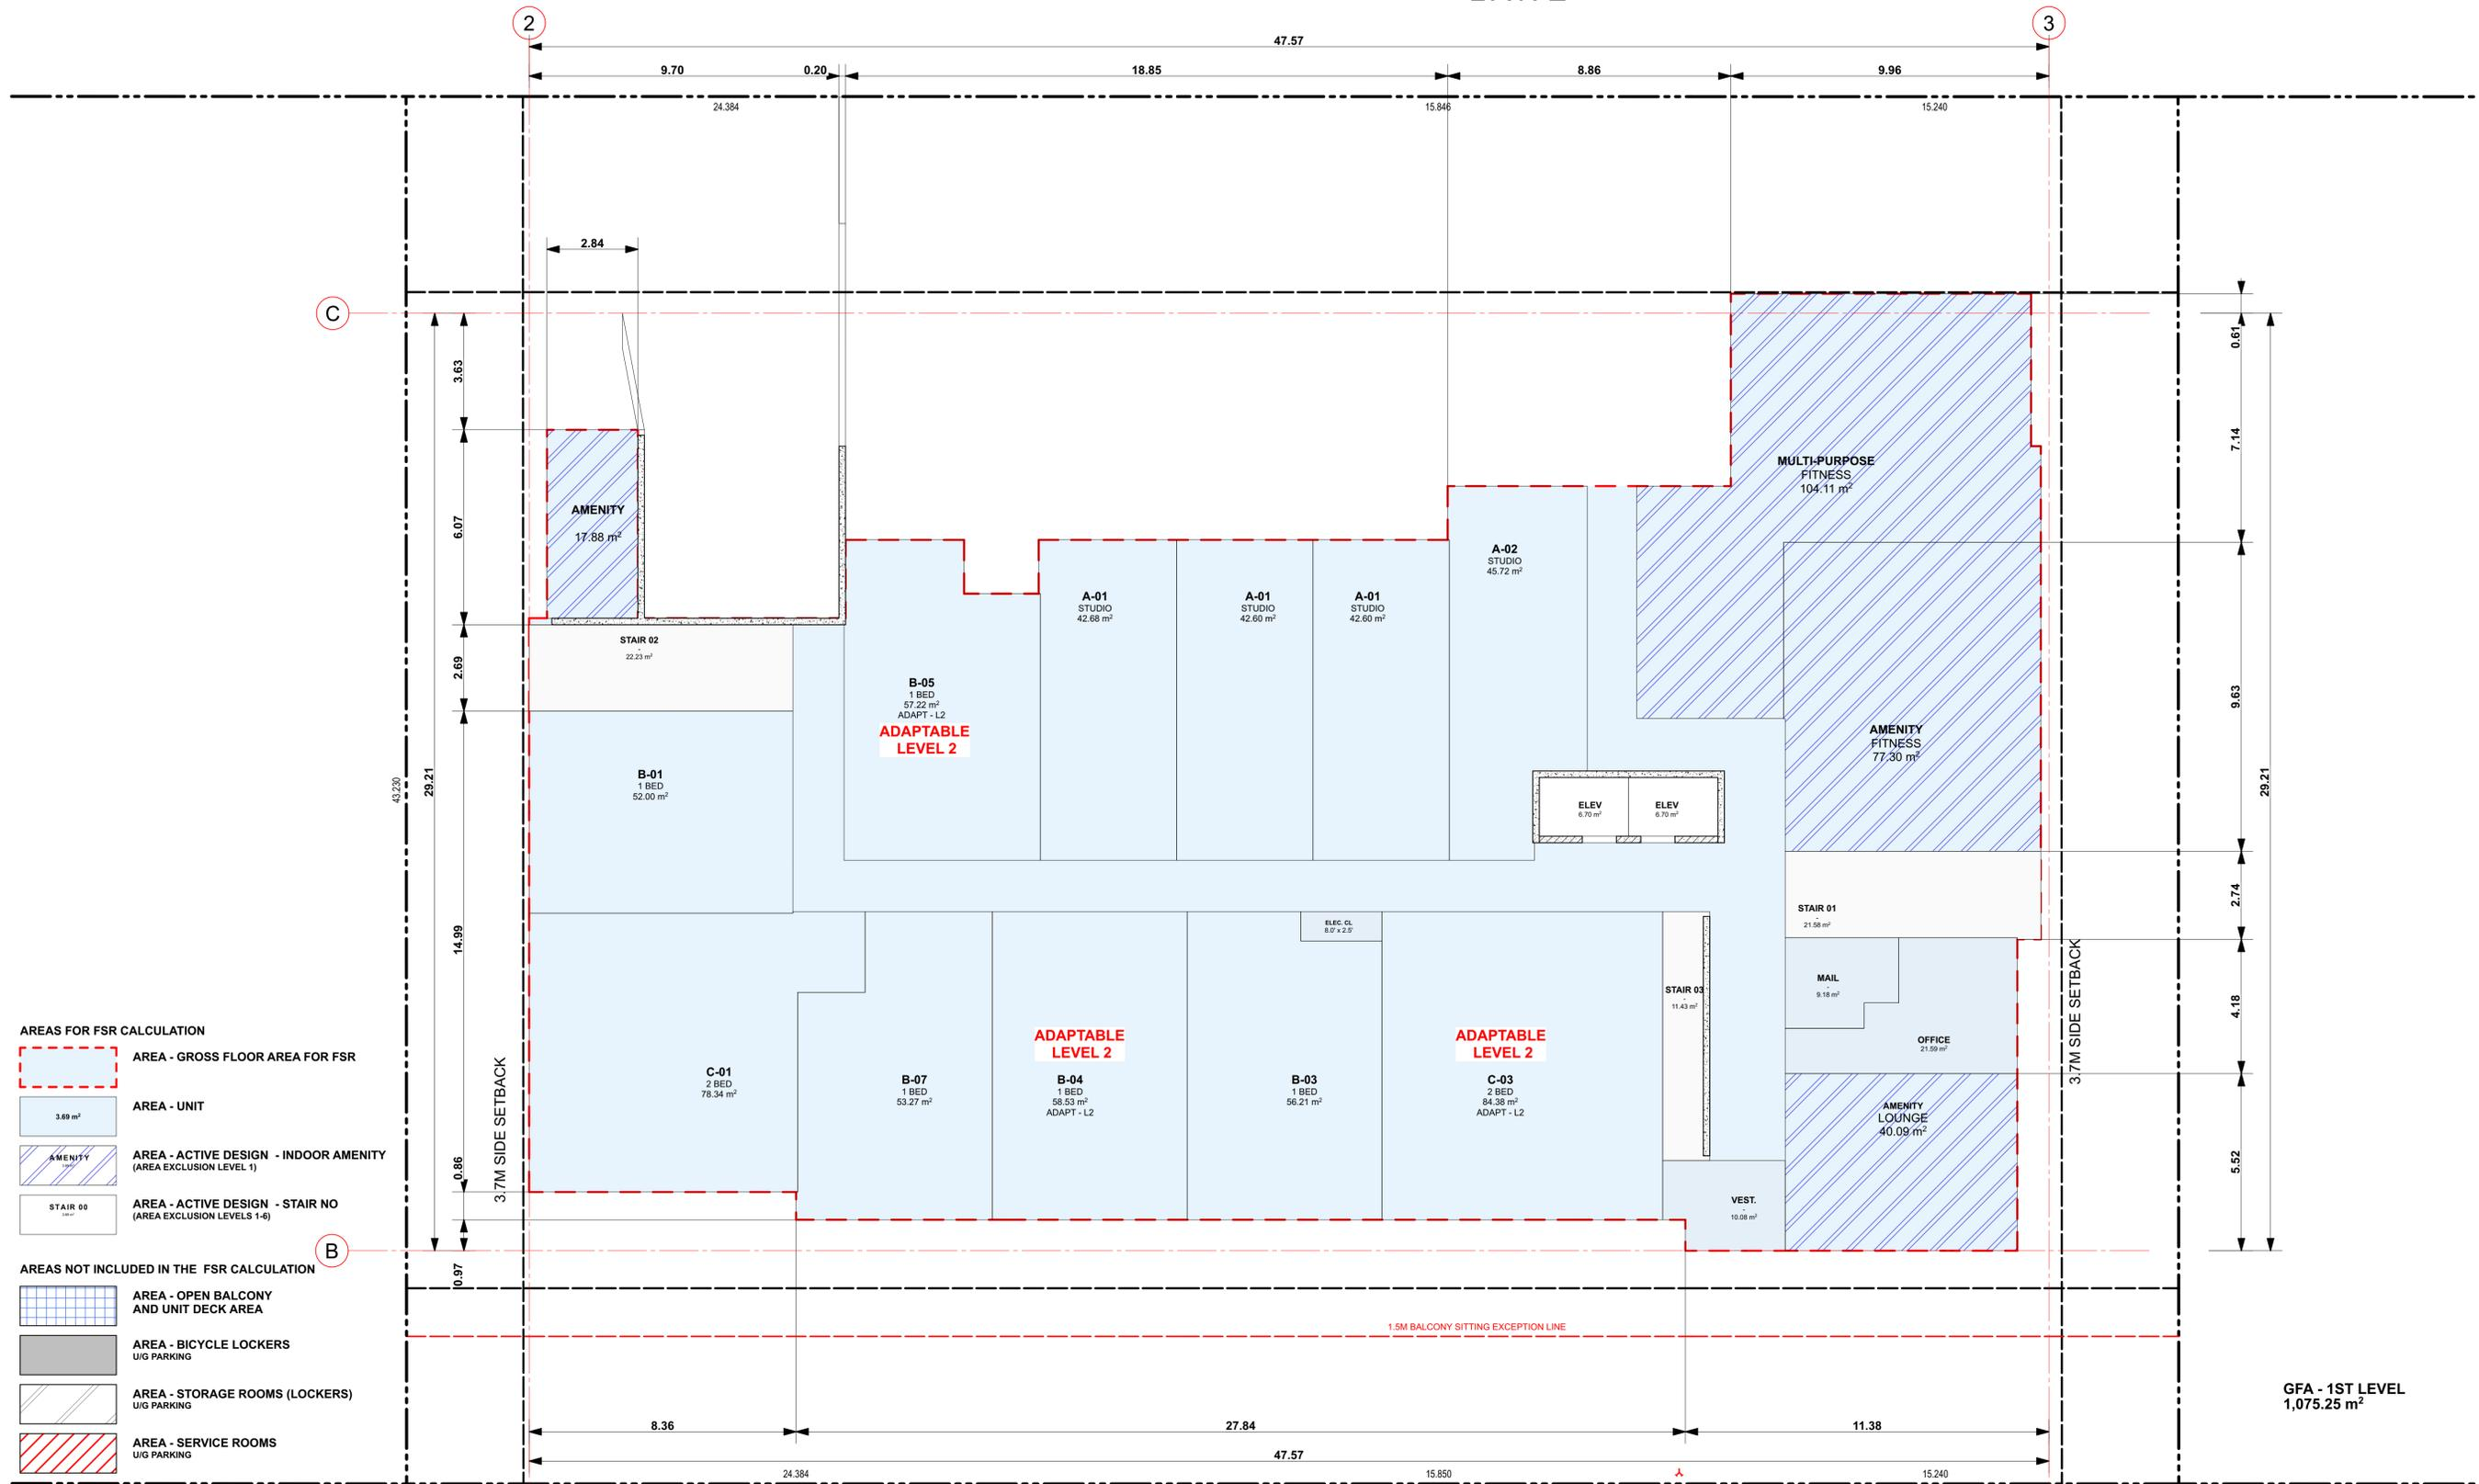 2
3
47.57
9.70
0.20
18.85
8.86
9.96
24.384
15.846
15.240
2.84
C
3.63
0.61
7.14
6.07
MULTI-PURPOSE
FITNESS
104.11 m²
AMENITY
17.88 m²
A-02
STUDIO
45.72 m²
A-01
STUDIO
42.68 m²
A-01
STUDIO
42.60 m²
A-01
STUDIO
42.60 m²
STAIR 02
-
22.23 m²
2.69
9.63
B-05
1 BED
57.22 m²
ADAPT - L2
ADAPTABLE
LEVEL 2
AMENITY
FITNESS
77.30 m²
B-01
1 BED
52.00 m²
43.230
29.21
29.21
ELEV
6.70 m²
ELEV
6.70 m²
2.74
STAIR 01
-
21.58 m²
ELEC. CL
8.0' x 2.5'
14.99
MAIL
-
9.18 m²
STAIR 03
-
11.43 m²
4.18
OFFICE
21.59 m²
3.7M SIDE SETBACK
3.7M SIDE SETBACK
C-01
2 BED
78.34 m²
B-07
1 BED
53.27 m²
ADAPTABLE
LEVEL 2
B-04
1 BED
58.53 m²
ADAPT - L2
B-03
1 BED
56.21 m²
ADAPTABLE
LEVEL 2
C-03
2 BED
84.38 m²
ADAPT - L2
AMENITY
LOUNGE
40.09 m²
5.52
0.86
VEST.
-
10.08 m²
B
0.97
1.5M BALCONY SITTING EXCEPTION LINE
8.36
27.84
11.38
47.57
24.384
15.850
15.240
AREAS FOR FSR CALCULATION
AREA - GROSS FLOOR AREA FOR FSR
3.69 m²
AREA - UNIT
AMENITY
AREA - ACTIVE DESIGN - INDOOR AMENITY
(AREA EXCLUSION LEVEL 1)
STAIR 00
AREA - ACTIVE DESIGN - STAIR NO
(AREA EXCLUSION LEVELS 1-6)
AREAS NOT INCLUDED IN THE FSR CALCULATION
AREA - OPEN BALCONY
AND UNIT DECK AREA
AREA - BICYCLE LOCKERS
U/G PARKING
AREA - STORAGE ROOMS (LOCKERS)
U/G PARKING
AREA - SERVICE ROOMS
U/G PARKING
GFA - 1ST LEVEL
1,075.25 m²